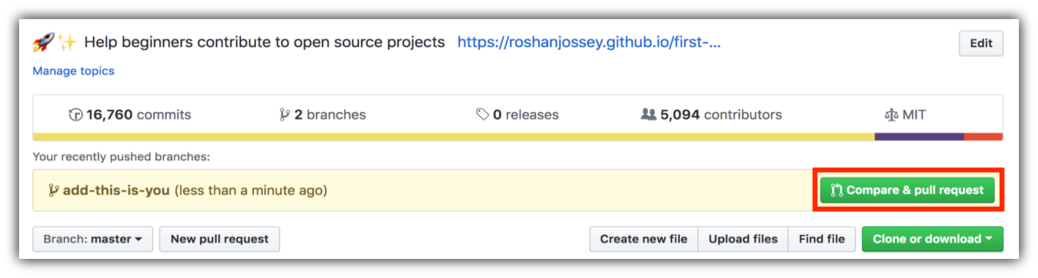 🚀✨ Help beginners contribute to open source projects https://roshanjossey.github.io/first-... Edit
Manage topics
16,760 commits 2 branches 0 releases 5,094 contributors MIT
Your recently pushed branches:
add-this-is-you (less than a minute ago) Compare & pull request
Branch: master New pull request Create new file Upload files Find file Clone or download